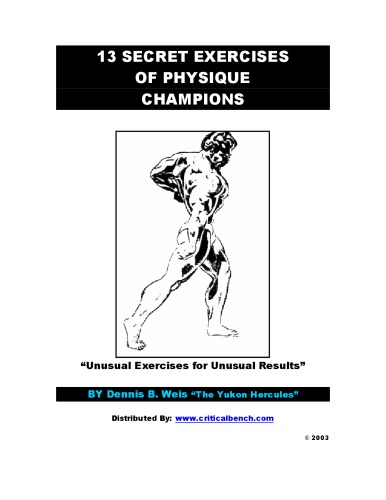 13 SECRET EXERCISES
OF PHYSIQUE
CHAMPIONS
“Unusual Exercises for Unusual Results”
BY Dennis B. Weis “The Yukon Hercules”
Distributed By: www.criticalbench.com
© 2003